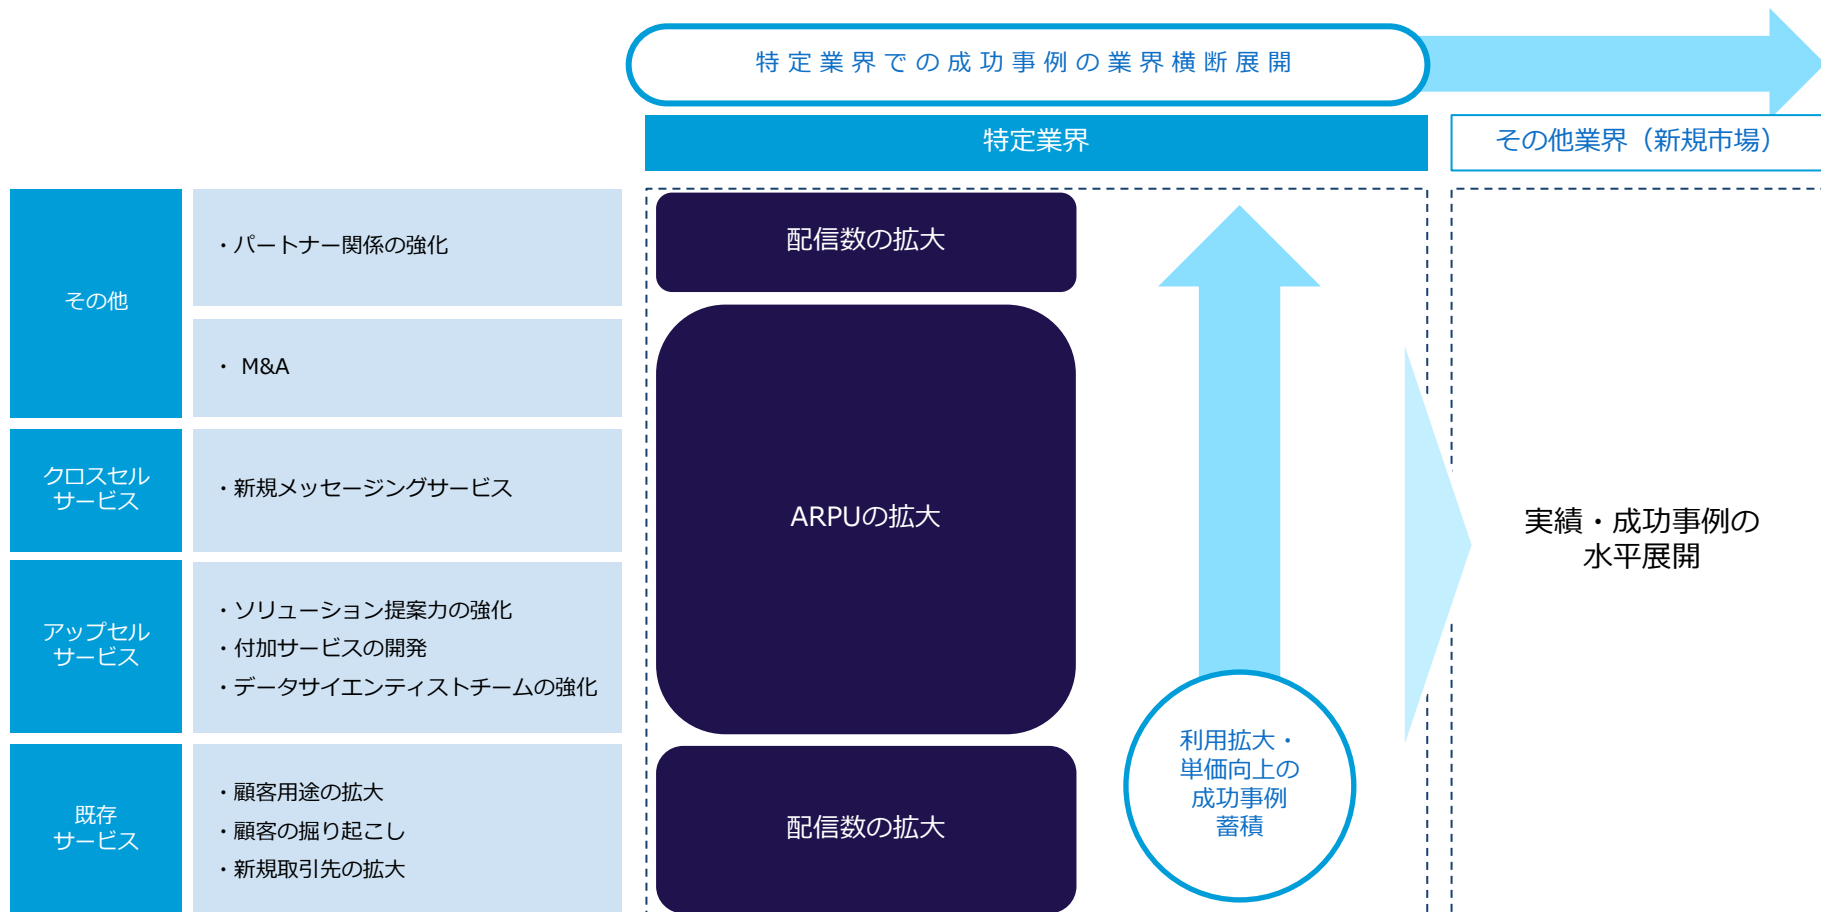 特定業界での成功事例の業界横断展開
特定業界
その他業界（新規市場）
その他
・パートナー関係の強化
・ M&A
配信数の拡大
クロスセル
サービス
・新規メッセージングサービス
ARPUの拡大
アップセル
サービス
・ソリューション提案力の強化
・付加サービスの開発
・データサイエンティストチームの強化
既存
サービス
・顧客用途の拡大
・顧客の掘り起こし
・新規取引先の拡大
配信数の拡大
利用拡大・
単価向上の
成功事例
蓄積
実績・成功事例の
水平展開